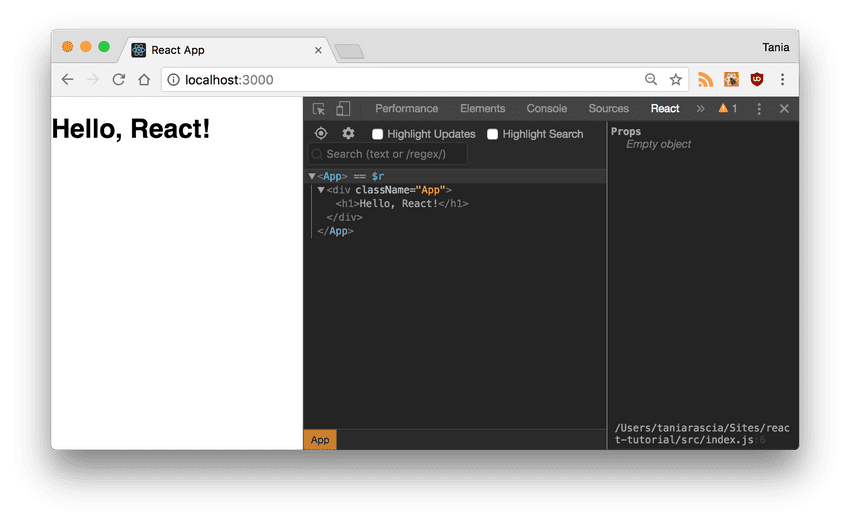 React App
Tania
localhost:3000
Hello, React!
Performance Elements Console Sources React » 1
Highlight Updates Highlight Search
Search (text or /regex/)
<App> == $r
<div className="App">
<h1>Hello, React!</h1>
</div>
</App>
Props
Empty object
App
/Users/taniarascia/Sites/reac
t-tutorial/src/index.js:6